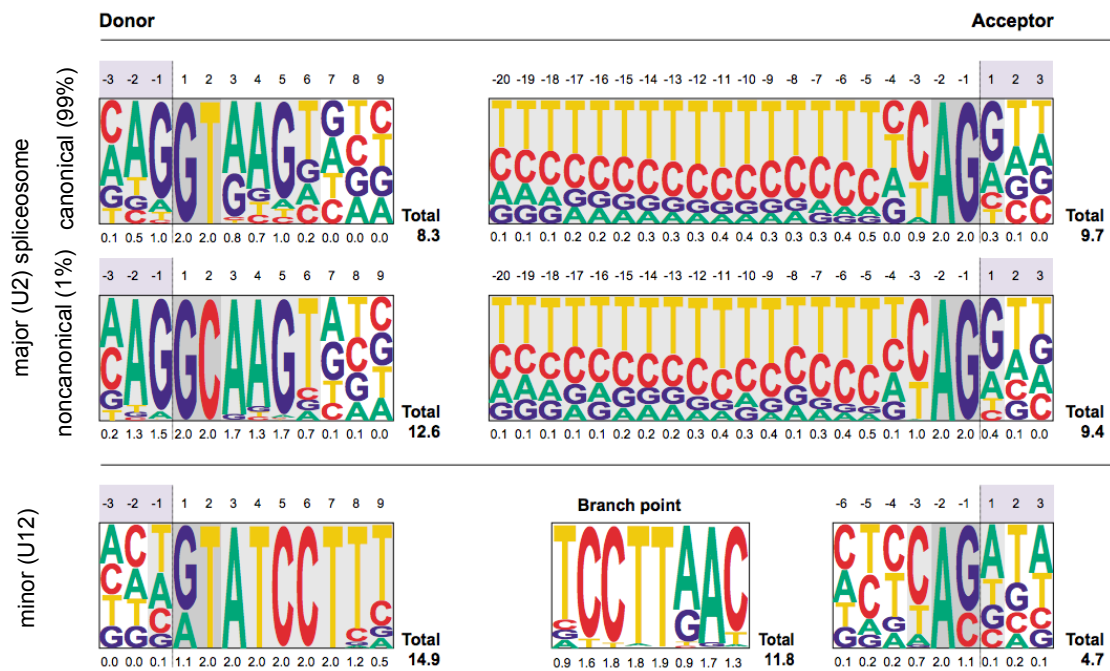 Donor Acceptor
major (U2) spliceosome
canonical (99%)
-3 -2 -1 1 2 3 4 5 6 7 8 9
-20 -19 -18 -17 -16 -15 -14 -13 -12 -11 -10 -9 -8 -7 -6 -5 -4 -3 -2 -1 1 2 3
Total
0.1 0.5 1.0 2.0 2.0 0.8 0.7 1.0 0.2 0.0 0.0 0.0 8.3
Total
0.1 0.1 0.1 0.2 0.2 0.2 0.2 0.3 0.3 0.4 0.4 0.3 0.3 0.3 0.4 0.5 0.0 0.9 2.0 2.0 0.3 0.1 0.0 9.7
noncanonical (1%)
-3 -2 -1 1 2 3 4 5 6 7 8 9
-20 -19 -18 -17 -16 -15 -14 -13 -12 -11 -10 -9 -8 -7 -6 -5 -4 -3 -2 -1 1 2 3
Total
0.2 1.3 1.5 2.0 2.0 1.7 1.3 1.7 0.7 0.1 0.1 0.0 12.6
Total
0.1 0.1 0.1 0.1 0.1 0.2 0.2 0.2 0.3 0.4 0.3 0.4 0.1 0.3 0.4 0.5 0.1 1.0 2.0 2.0 0.4 0.1 0.0 9.4
minor (U12)
-3 -2 -1 1 2 3 4 5 6 7 8 9
Branch point
-6 -5 -4 -3 -2 -1 1 2 3
Total
0.0 0.0 0.1 1.1 2.0 2.0 2.0 2.0 2.0 2.0 1.2 0.5 14.9
Total
0.9 1.6 1.8 1.8 1.9 0.9 1.7 1.3 11.8
Total
0.1 0.2 0.2 0.7 2.0 1.1 0.1 0.1 0.0 4.7